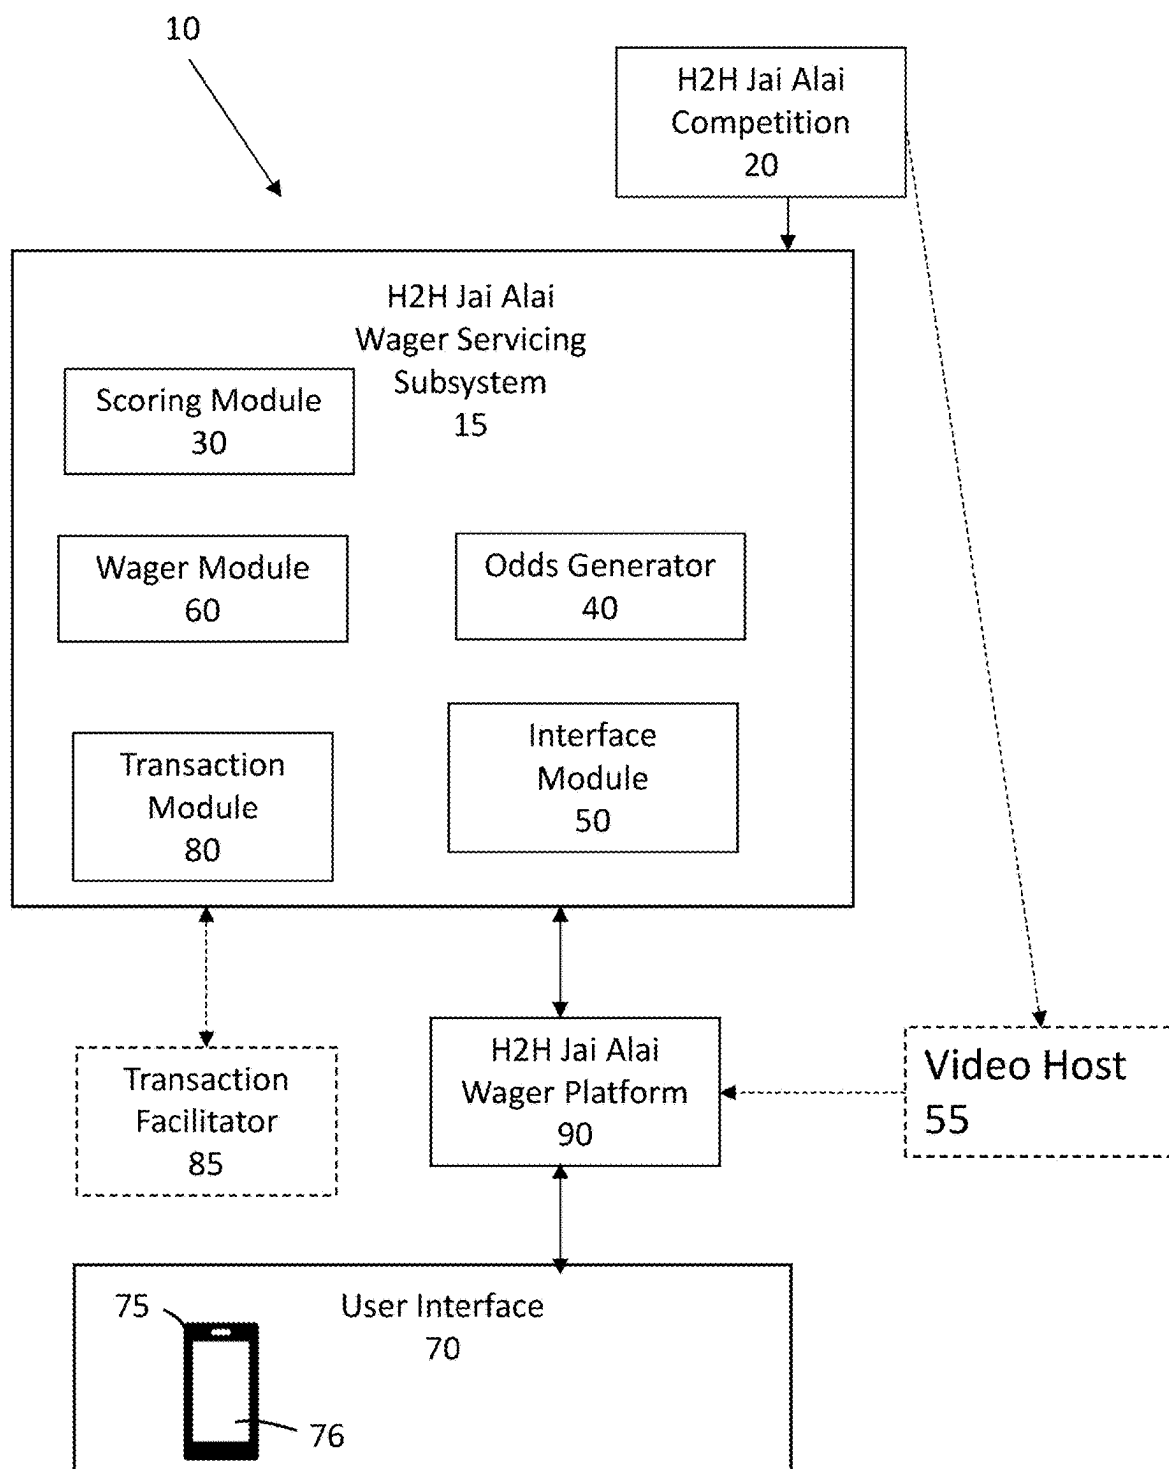 10
H2H Jai Alai
Competition
20
H2H Jai Alai
Wager Servicing
Subsystem
15
Scoring Module
30
Wager Module
60
Odds Generator
40
Transaction
Module
80
Interface
Module
50
Transaction
Facilitator
85
H2H Jai Alai
Wager Platform
90
Video Host
55
User Interface
70
75
76